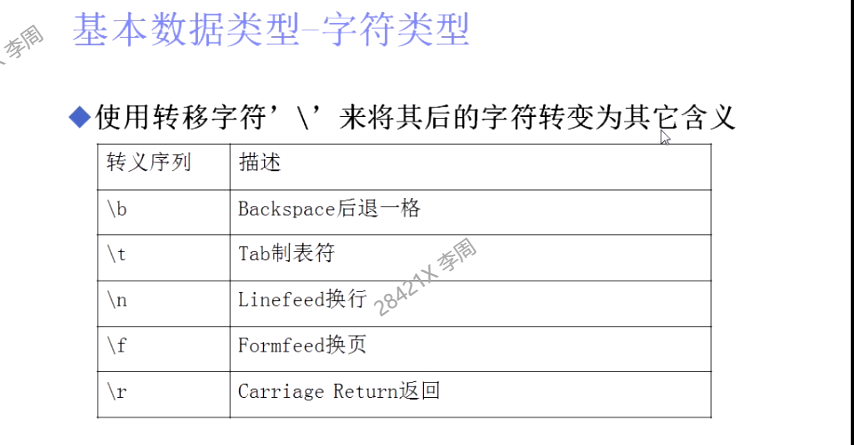 基本数据类型-字符类型
X 李周
◆使用转移字符’\’来将其后的字符转变为其它含义
转义序列 描述
\b Backspace后退一格
\t Tab制表符
\n Linefeed换行
28421X 李周
\f Formfeed换页
\r Carriage Return返回